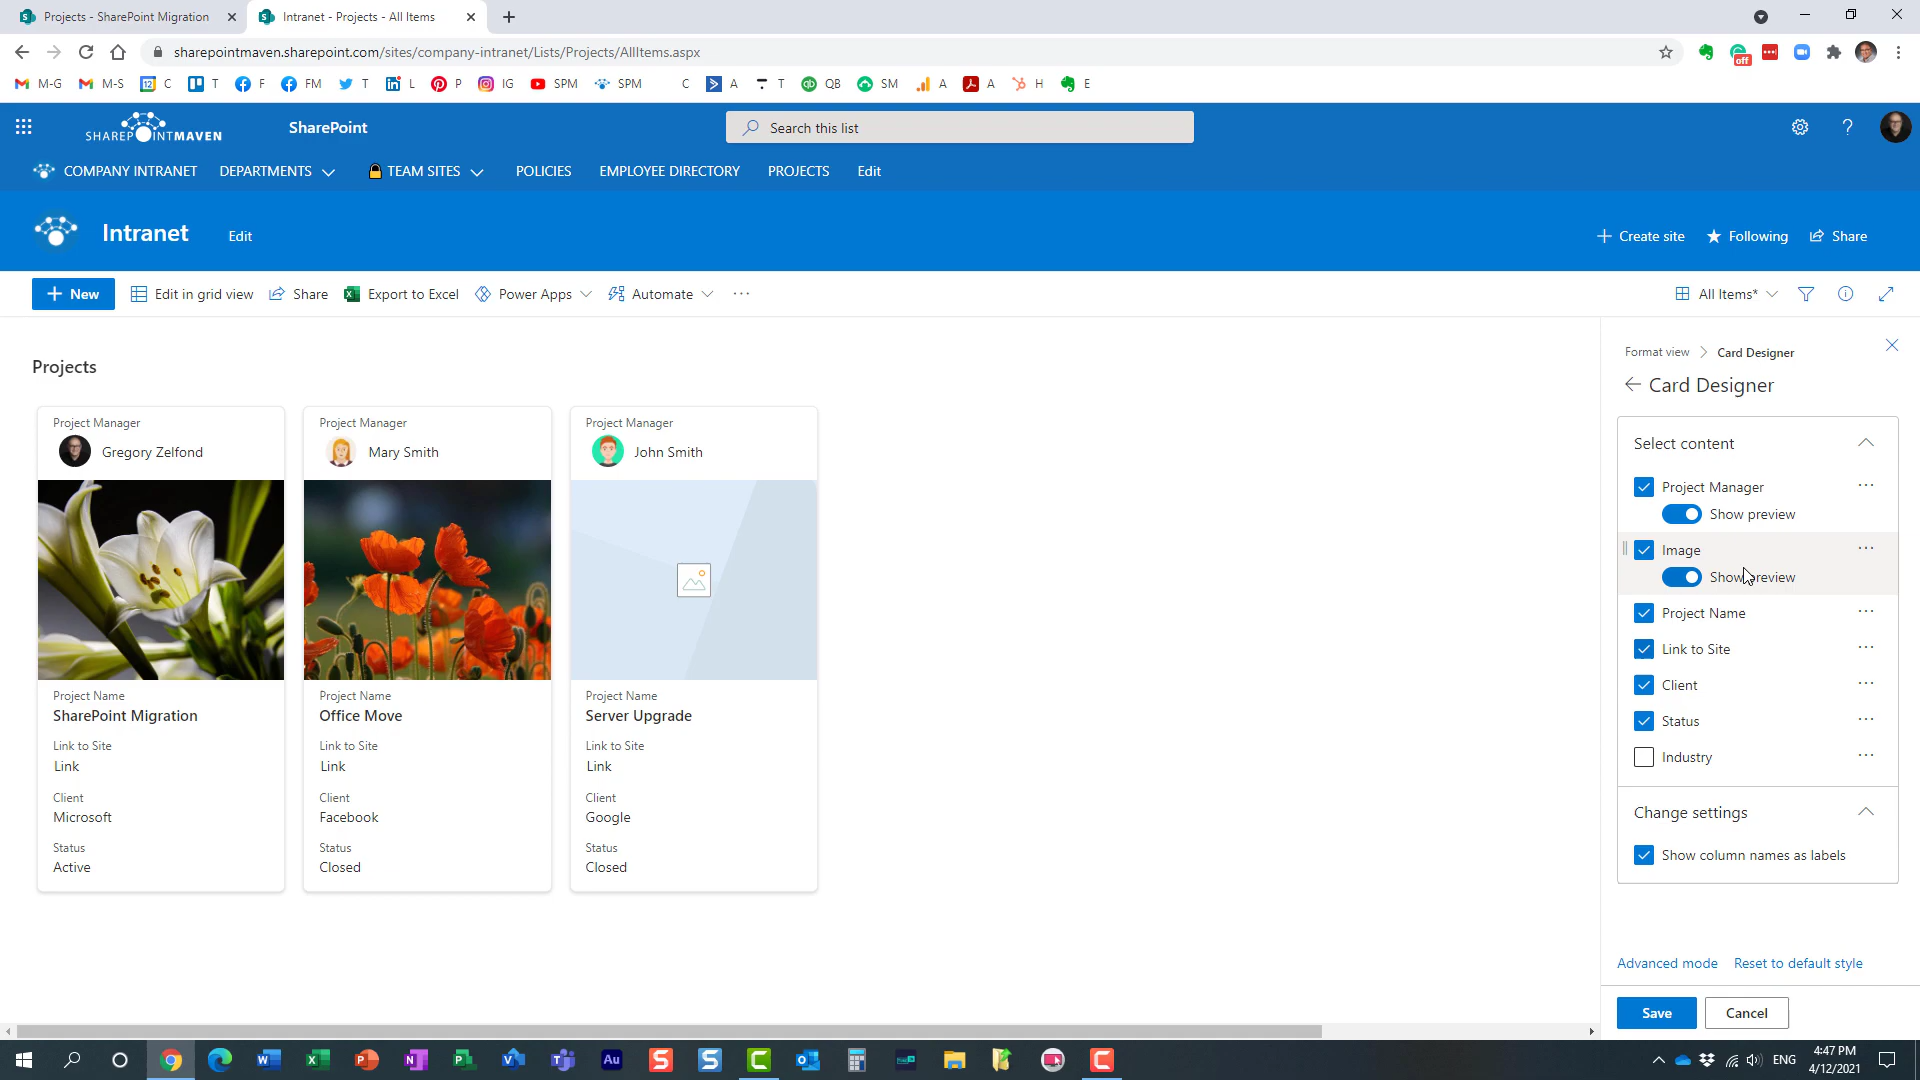 Projects - SharePoint Migration
Intranet - Projects - All Items
sharepointmaven.sharepoint.com/sites/company-intranet/Lists/Projects/AllItems.aspx
off
M-G M-S 12 C T F FM T L P IG SPM SPM C A T QB SM A A H E
SHAREPOINTMAVEN
SharePoint
Search this list
COMPANY INTRANET DEPARTMENTS TEAM SITES POLICIES EMPLOYEE DIRECTORY PROJECTS Edit
Intranet Edit
Create site Following Share
New Edit in grid view Share Export to Excel Power Apps Automate
All Items*
Projects
Project Manager
Gregory Zelfond
Project Name
SharePoint Migration
Link to Site
Link
Client
Microsoft
Status
Active
Project Manager
Mary Smith
Project Name
Office Move
Link to Site
Link
Client
Facebook
Status
Closed
Project Manager
John Smith
Project Name
Server Upgrade
Link to Site
Link
Client
Google
Status
Closed
Format view > Card Designer
Card Designer
Select content
Project Manager
Show preview
Image
Show preview
Project Name
Link to Site
Client
Status
Industry
Change settings
Show column names as labels
Advanced mode Reset to default style
Save Cancel
Au
ENG
4:47 PM
4/12/2021